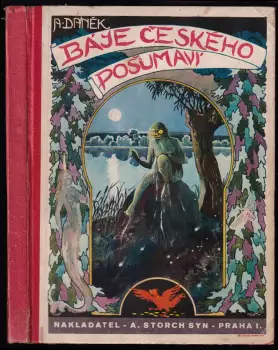 A. DANĚK
BÁJE ČESKÉHO
POŠUMAVÍ
NAKLADATEL - A. STORCH SYN - PRAHA I.